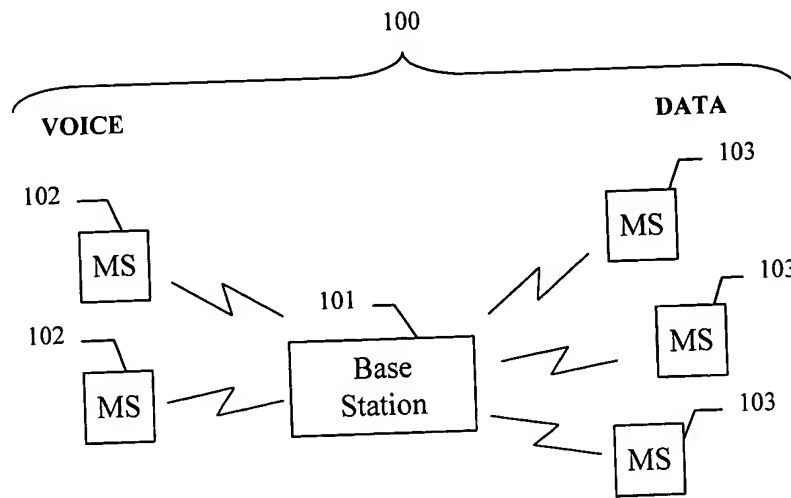 100
VOICE
DATA
103
102
MS
MS
103
101
102
MS
Base
Station
MS
103
MS